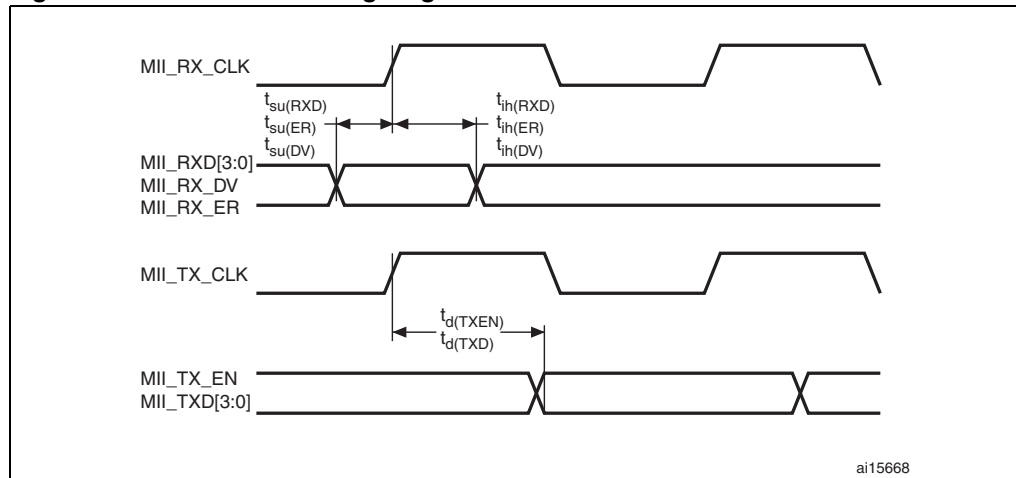 MII_RX_CLK
tsu(RXD)
tsu(ER)
tsu(DV)
tih(RXD)
tih(ER)
tih(DV)
MII_RXD[3:0]
MII_RX_DV
MII_RX_ER
MII_TX_CLK
td(TXEN)
td(TXD)
MII_TX_EN
MII_TXD[3:0]
ai15668